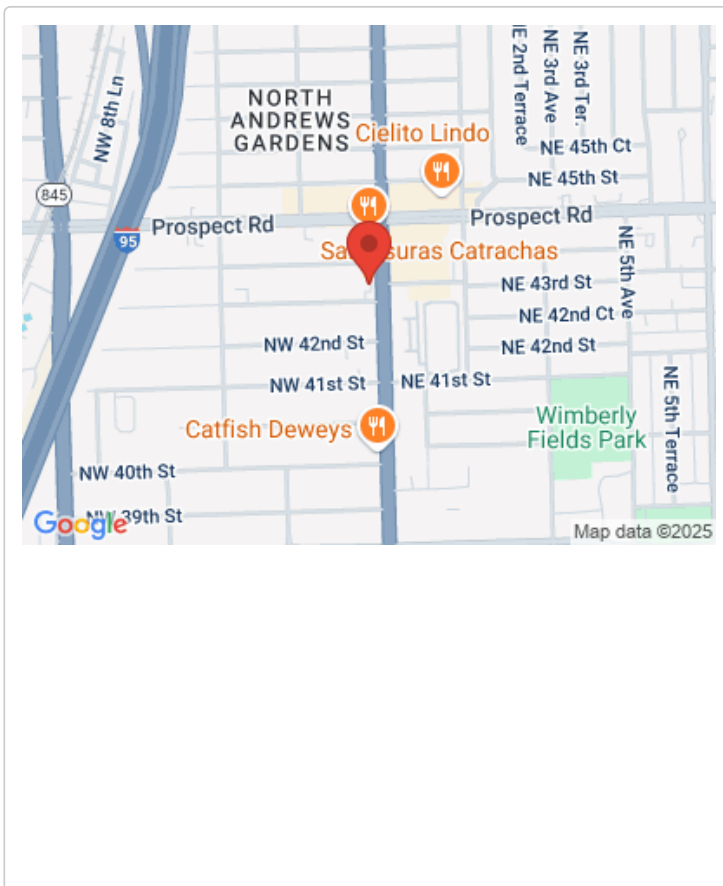 NW 8th Ln
NE 2nd Terrace
NE 3rd Ave
NE 3rd Ter.
NORTH
ANDREWS
GARDENS
Cielito Lindo
NE 45th Ct
NE 45th St
845
95
Prospect Rd
Prospect Rd
Catrachas
NE 43rd St
NE 5th Ave
NE 42nd Ct
NW 42nd St
NE 42nd St
NW 41st St
NE 41st St
Catfish Deweys
Wimberly
Fields Park
NE 5th Terrace
NW 40th St
39th St
Google
Map data ©2025